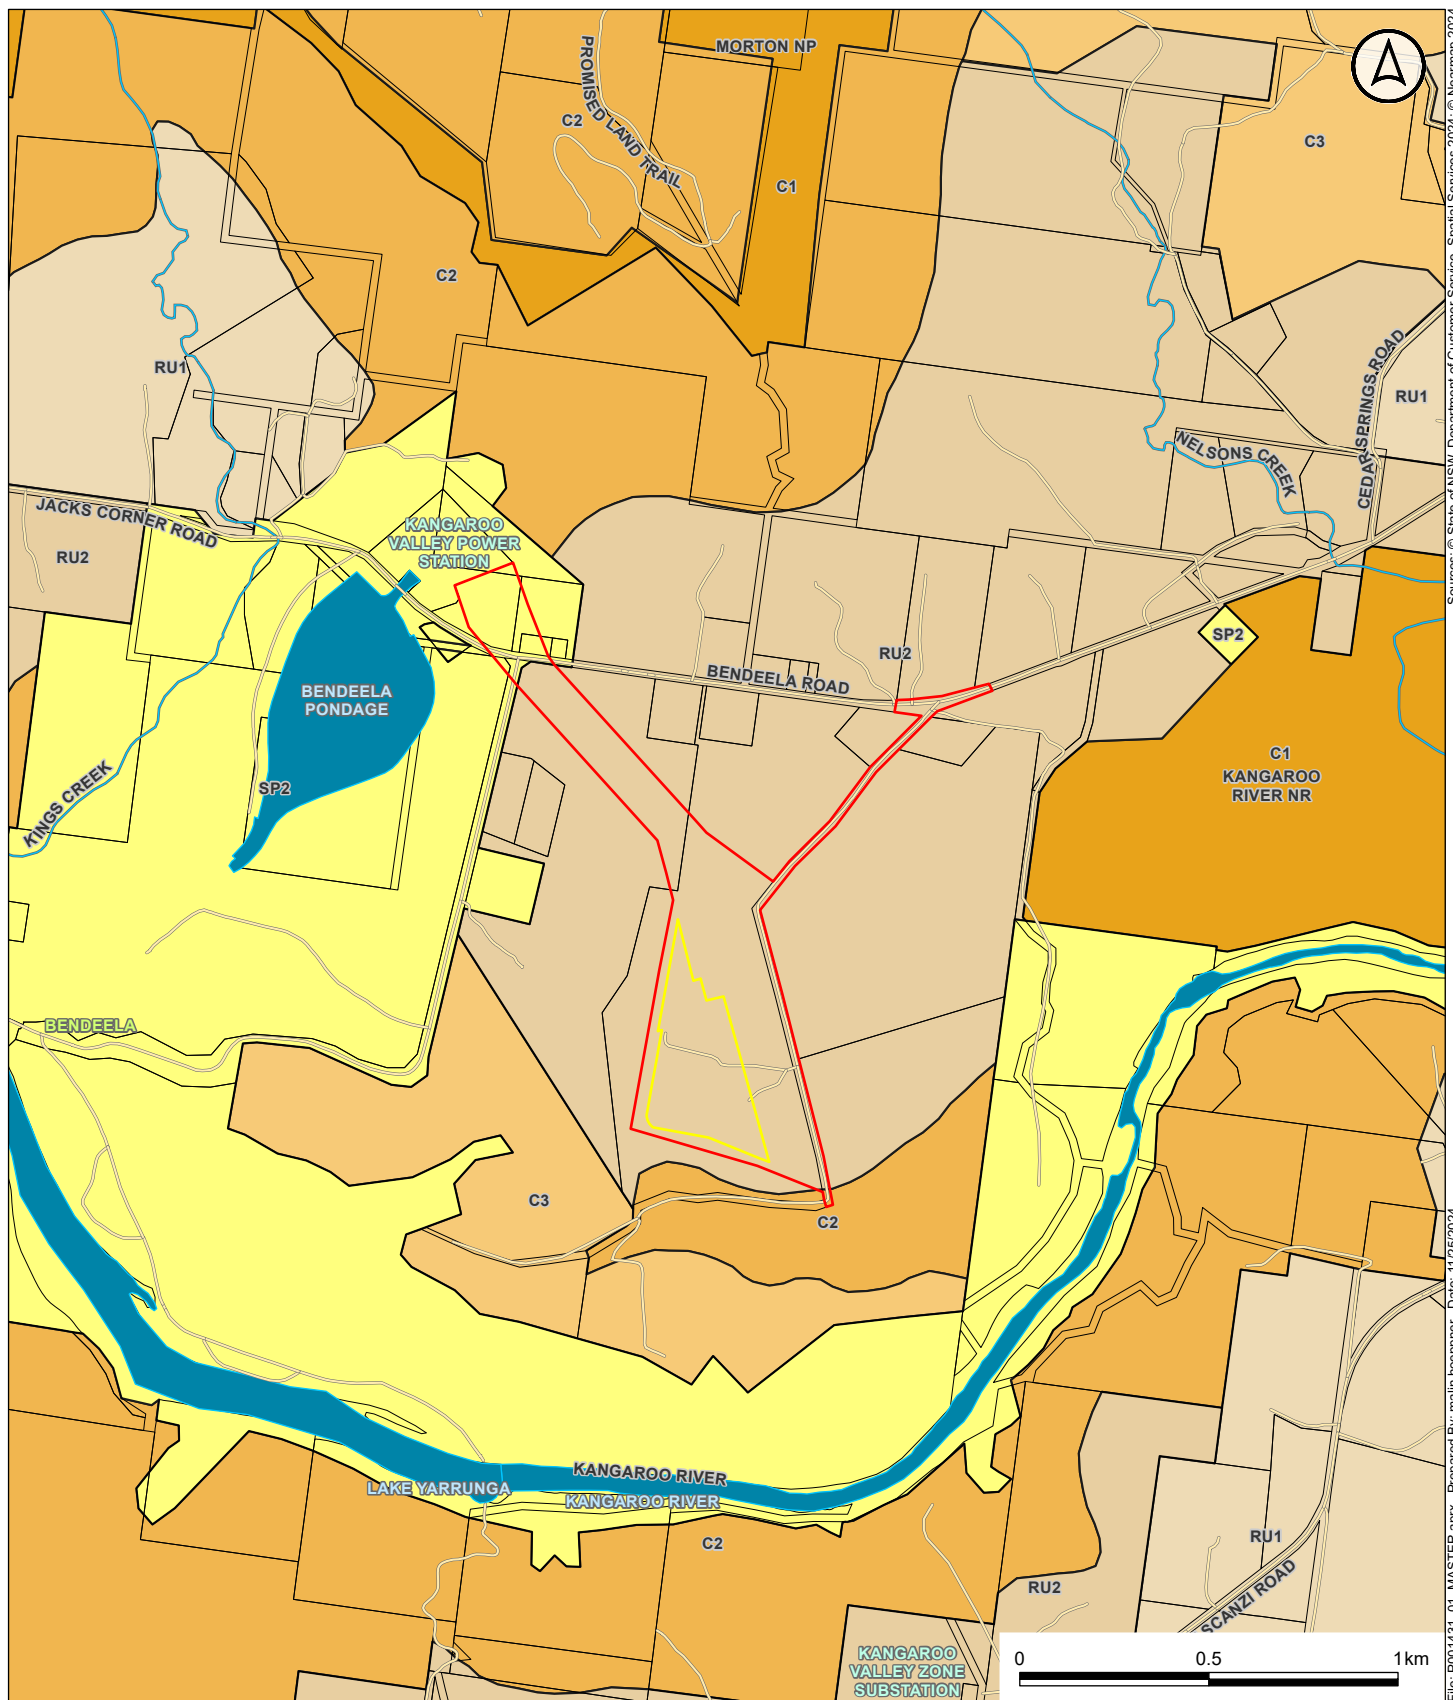 MORTON NP
PROMISED LAND TRAIL
C2
C3
C1
C2
RU1
CEDAR SPRINGS ROAD
RU1
NELSONS CREEK
JACKS CORNER ROAD
KANGAROO
VALLEY POWER
STATION
RU2
SP2
RU2
BENDEELA ROAD
BENDEELA
PONDAGE
C1
KANGAROO
RIVER NR
SP2
KINGS CREEK
BENDEELA
C3
C2
KANGAROO RIVER
LAKE YARRUNGA
KANGAROO RIVER
C2
RU1
RU2
SCANZI ROAD
KANGAROO
VALLEY ZONE
SUBSTATION
0 0.5 1km